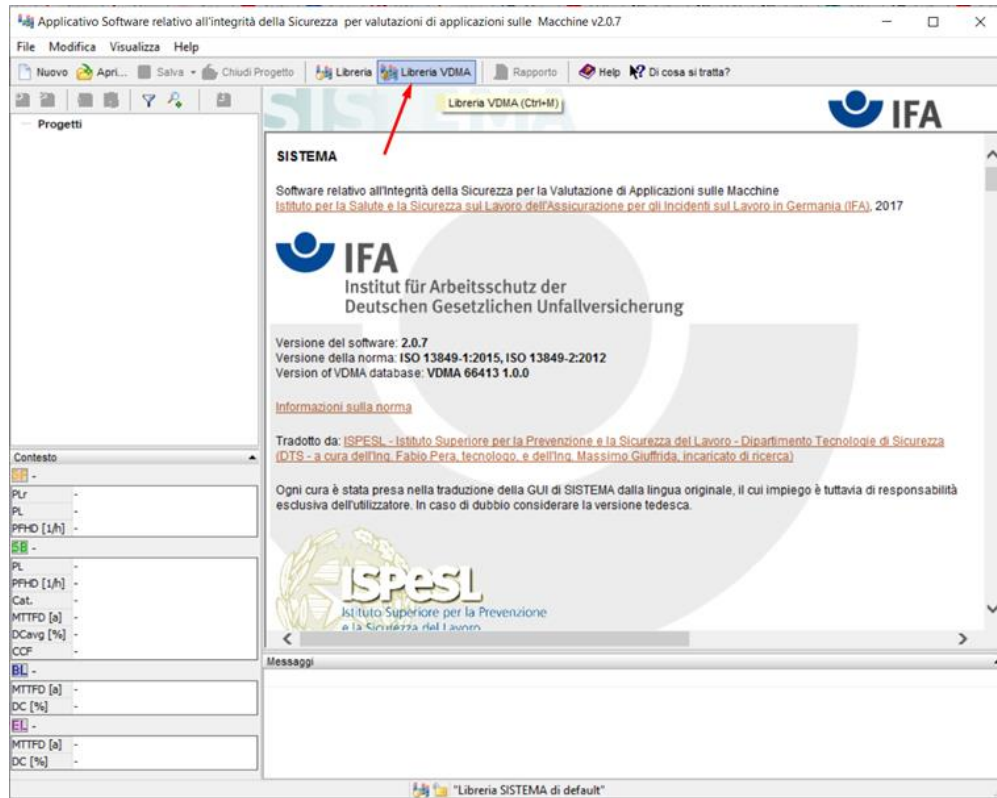 Applicativo Software relativo all'integrità della Sicurezza per valutazioni di applicazioni sulle Macchine v2.0.7
File Modifica Visualizza Help
Nuovo Apri... Salva Chiudi Progetto Libreria Libreria VDMA Rapporto Help Di cosa si tratta?
Libreria VDMA (Ctrl+M)
SISTEMA
IFA
Progetti
SISTEMA
Software relativo all'Integrità della Sicurezza per la Valutazione di Applicazioni sulle Macchine
Istituto per la Salute e la Sicurezza sul Lavoro dell'Assicurazione per gli Incidenti sul Lavoro in Germania (IFA), 2017
IFA
Institut für Arbeitsschutz der
Deutschen Gesetzlichen Unfallversicherung
Versione del software: 2.0.7
Versione della norma: ISO 13849-1:2015, ISO 13849-2:2012
Version of VDMA database: VDMA 66413 1.0.0
Informazioni sulla norma
Tradotto da: ISPESL - Istituto Superiore per la Prevenzione e la Sicurezza del Lavoro - Dipartimento Tecnologie di Sicurezza
(DTS - a cura dell'Ing. Fabio Pera, tecnologo, e dell'Ing. Massimo Giuffrida, incaricato di ricerca)
Ogni cura è stata presa nella traduzione della GUI di SISTEMA dalla lingua originale, il cui impiego è tuttavia di responsabilità
esclusiva dell'utilizzatore. In caso di dubbio considerare la versione tedesca.
ISPESL
Istituto Superiore per la Prevenzione
e la Sicurezza del Lavoro
Contesto
SF -
PLr -
PL -
PFHD [1/h] -
SB -
PL -
PFHD [1/h] -
Cat. -
MTTFD [a] -
DCavg [%] -
CCF -
BL -
MTTFD [a] -
DC [%] -
EL -
MTTFD [a] -
DC [%] -
Messaggi
"Libreria SISTEMA di default"